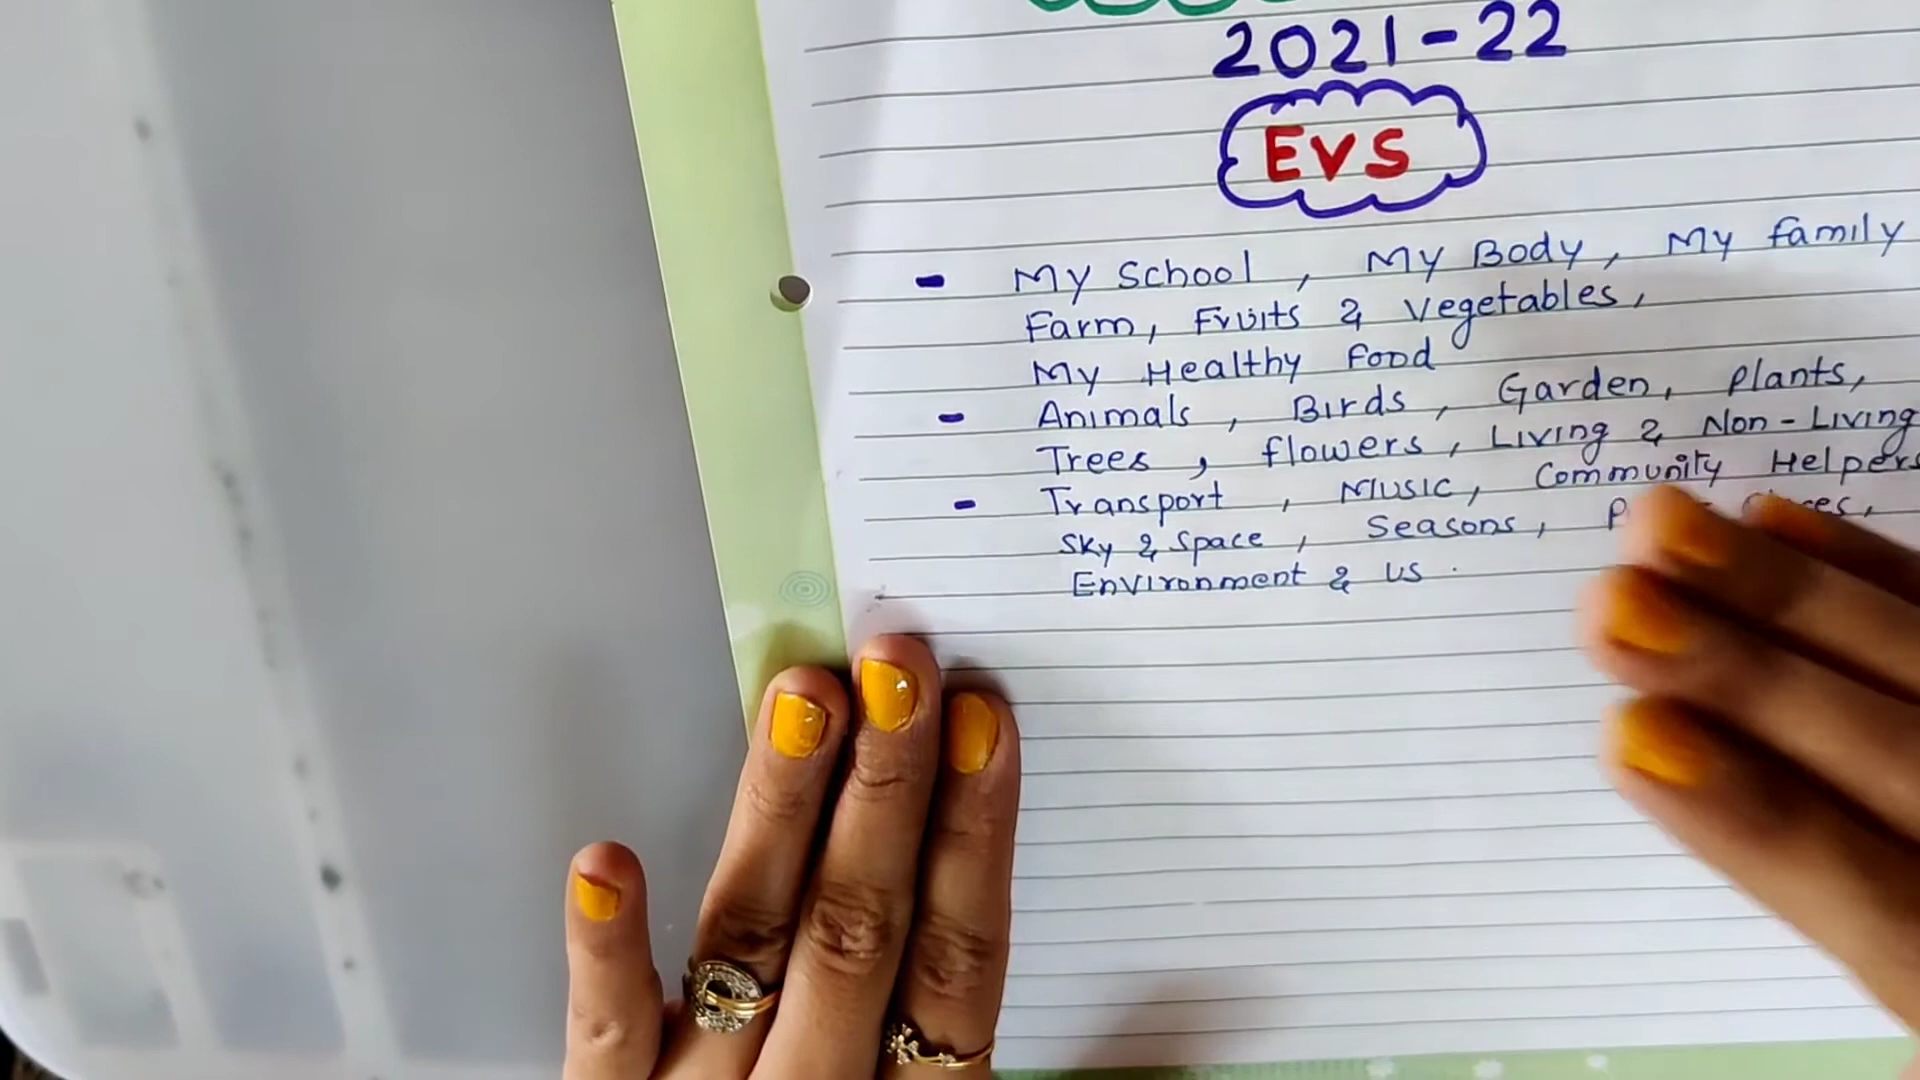 2021-22
EVS
- My School, My Body, My family
Farm, Fruits & Vegetables,
My Healthy Food
- Animals, Birds, Garden, Plants,
Trees, flowers, Living & Non-Living
- Transport, Music, Community Helpers
Sky & Space, Seasons,
Environment & US.